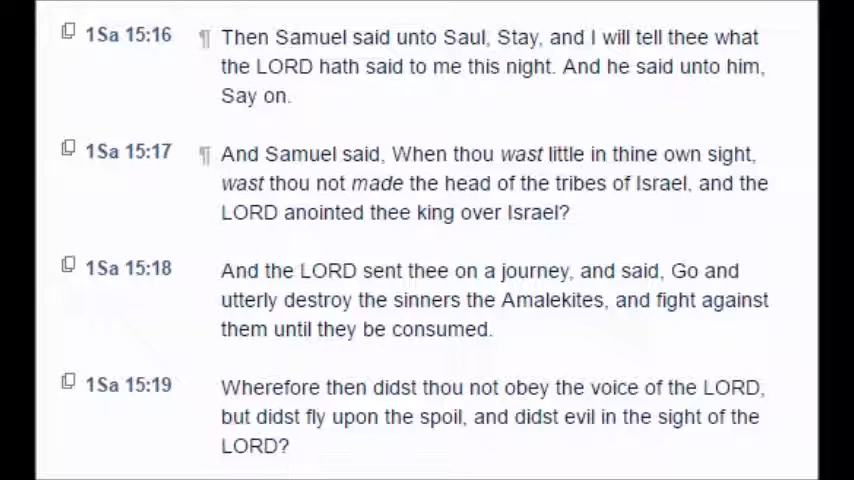 1Sa 15:16 ¶ Then Samuel said unto Saul, Stay, and I will tell thee what
the LORD hath said to me this night. And he said unto him,
Say on.
1Sa 15:17 ¶ And Samuel said, When thou wast little in thine own sight,
wast thou not made the head of the tribes of Israel, and the
LORD anointed thee king over Israel?
1Sa 15:18 And the LORD sent thee on a journey, and said, Go and
utterly destroy the sinners the Amalekites, and fight against
them until they be consumed.
1Sa 15:19 Wherefore then didst thou not obey the voice of the LORD,
but didst fly upon the spoil, and didst evil in the sight of the
LORD?